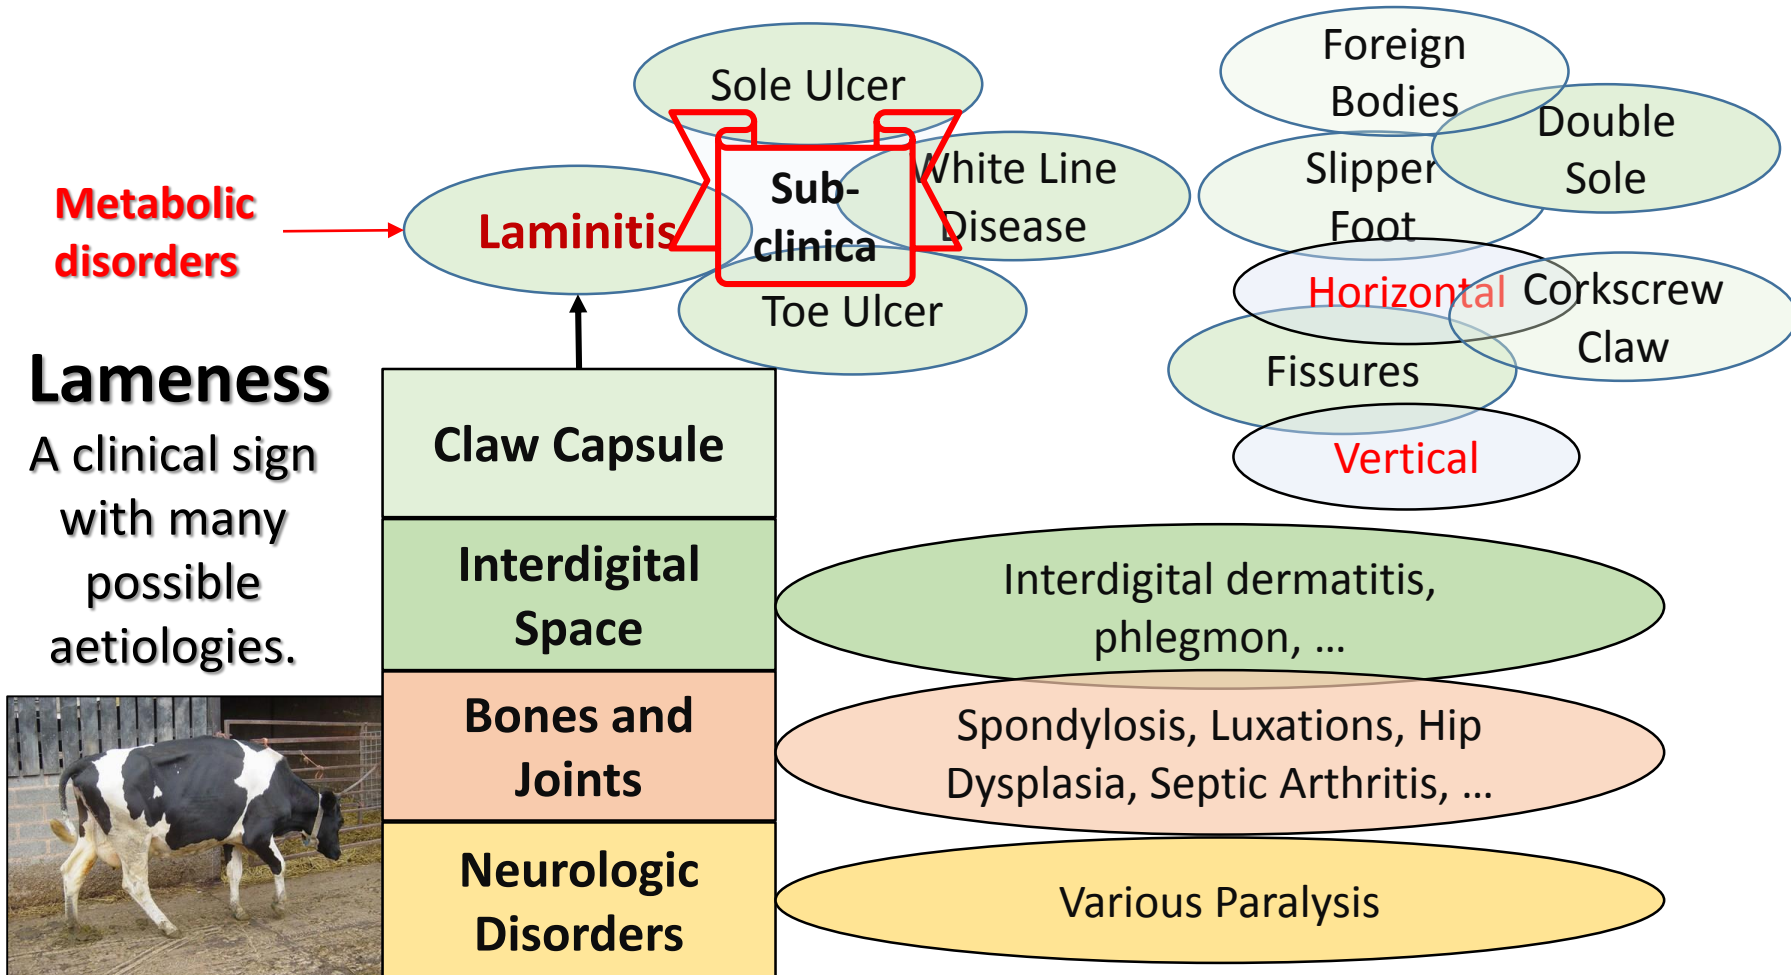 Sole Ulcer
Foreign
Bodies
Double
Sole
White Line
Disease
Slipper
Foot
Sub-
clinica
Metabolic
disorders
Laminitis
Toe Ulcer
Horizontal
Corkscrew
Claw
Fissures
Vertical
Lameness
A clinical sign
with many
possible
aetiologies.
Claw Capsule
Interdigital
Space
Interdigital dermatitis,
phlegmon, ...
Bones and
Joints
Spondylosis, Luxations, Hip
Dysplasia, Septic Arthritis, ...
Neurologic
Disorders
Various Paralysis